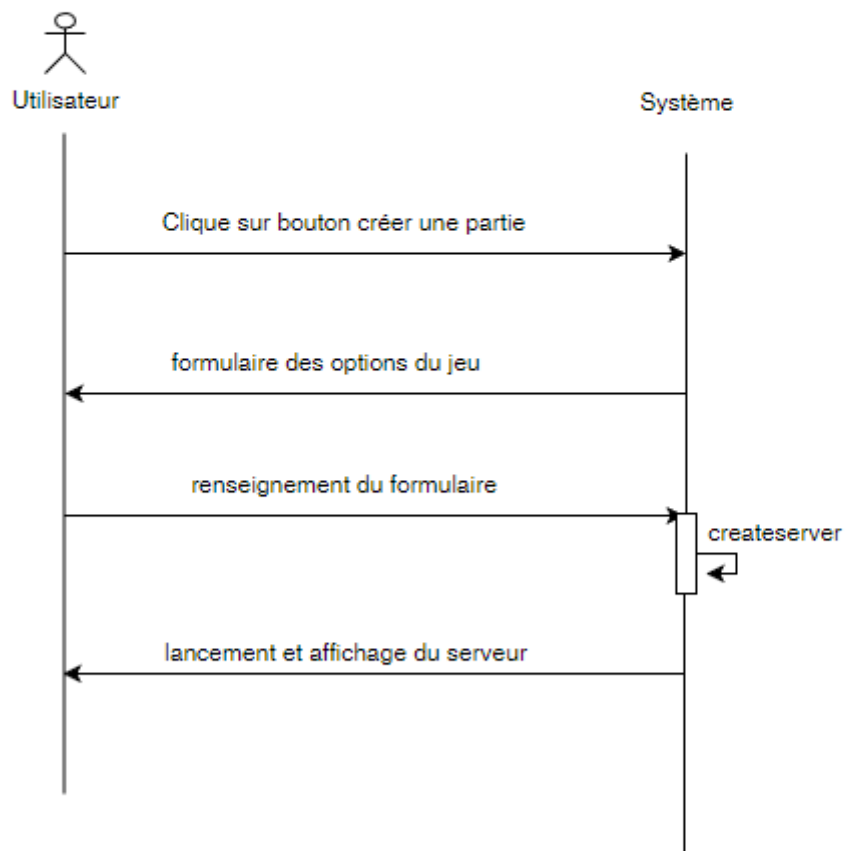 Utilisateur
Système
Clique sur bouton créer une partie
formulaire des options du jeu
renseignement du formulaire
createserver
lancement et affichage du serveur